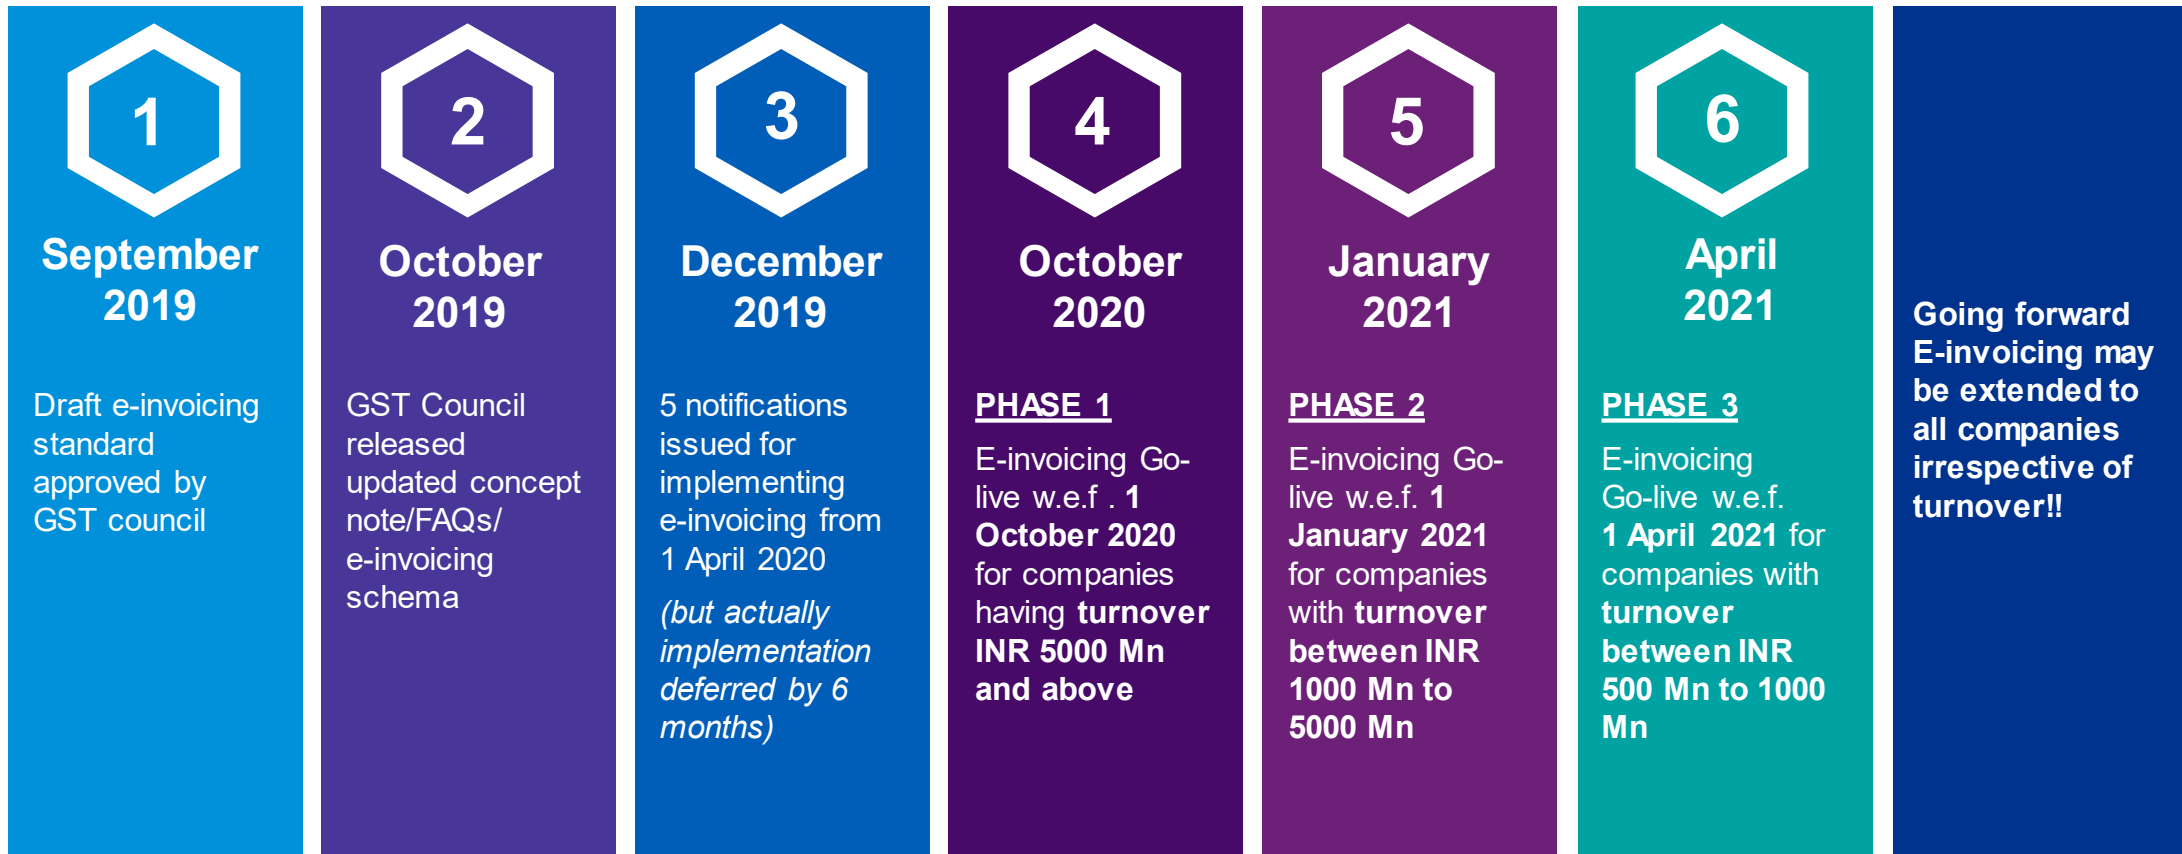 1
September
2019
Draft e-invoicing
standard
approved by
GST council
2
October
2019
GST Council
released
updated concept
note/FAQs/
e-invoicing
schema
3
December
2019
5 notifications
issued for
implementing
e-invoicing from
1 April 2020
(but actually
implementation
deferred by 6
months)
4
October
2020
PHASE 1
E-invoicing Go-
live w.e.f . 1
October 2020
for companies
having turnover
INR 5000 Mn
and above
5
January
2021
PHASE 2
E-invoicing Go-
live w.e.f. 1
January 2021
for companies
with turnover
between INR
1000 Mn to
5000 Mn
6
April
2021
PHASE 3
E-invoicing
Go-live w.e.f.
1 April 2021 for
companies with
turnover
between INR
500 Mn to 1000
Mn
Going forward
E-invoicing may
be extended to
all companies
irrespective of
turnover!!